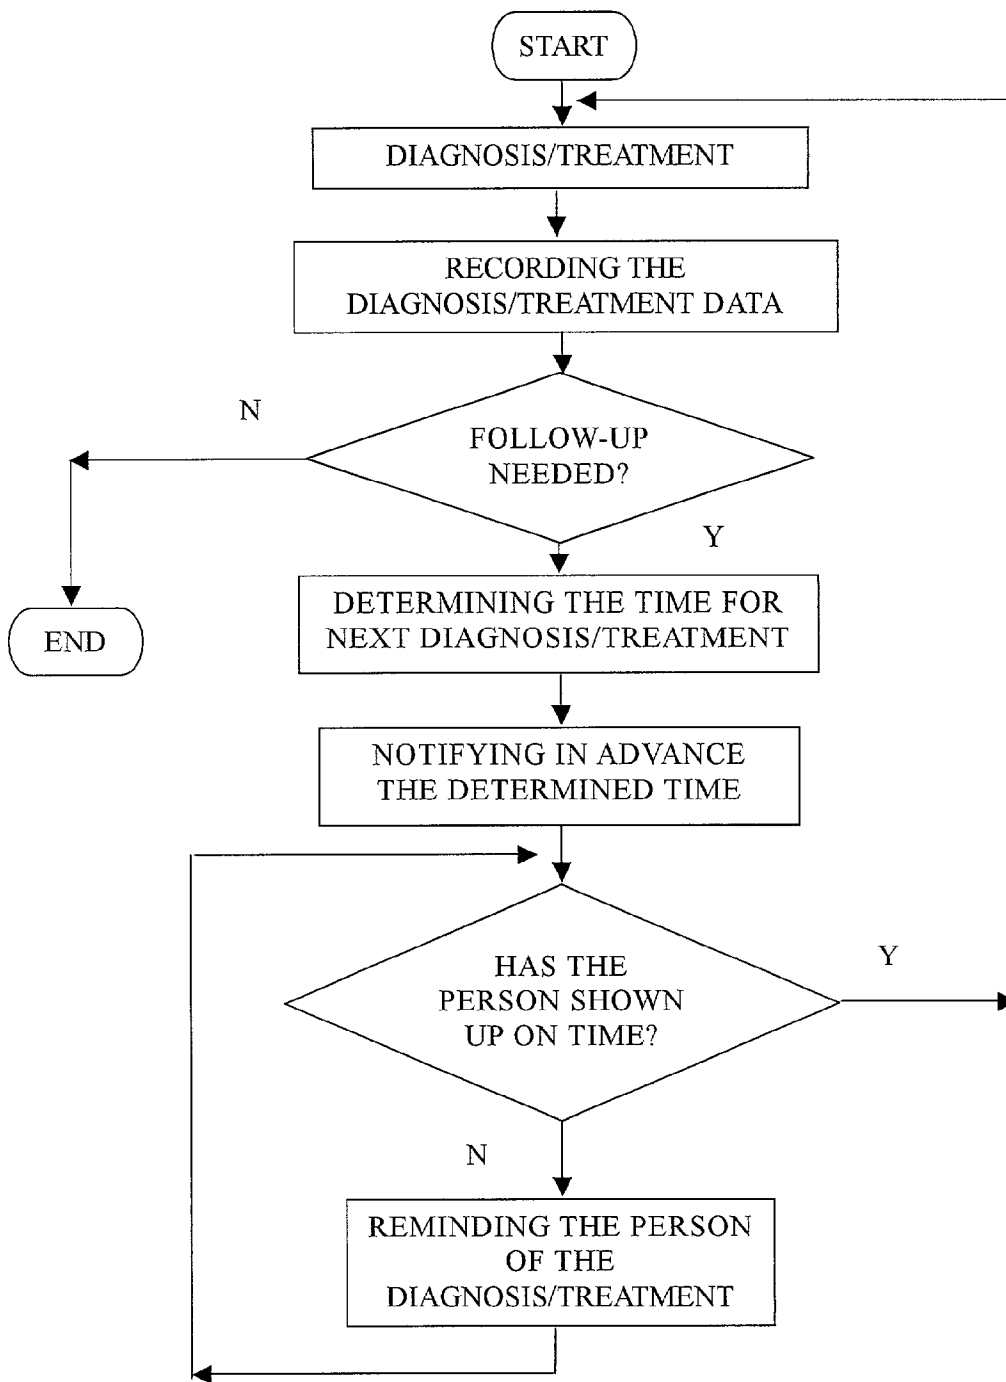 START
DIAGNOSIS/TREATMENT
RECORDING THE
DIAGNOSIS/TREATMENT DATA
N
FOLLOW-UP
NEEDED?
Y
DETERMINING THE TIME FOR
NEXT DIAGNOSIS/TREATMENT
END
NOTIFYING IN ADVANCE
THE DETERMINED TIME
HAS THE
PERSON SHOWN
UP ON TIME?
Y
N
REMINDING THE PERSON
OF THE
DIAGNOSIS/TREATMENT